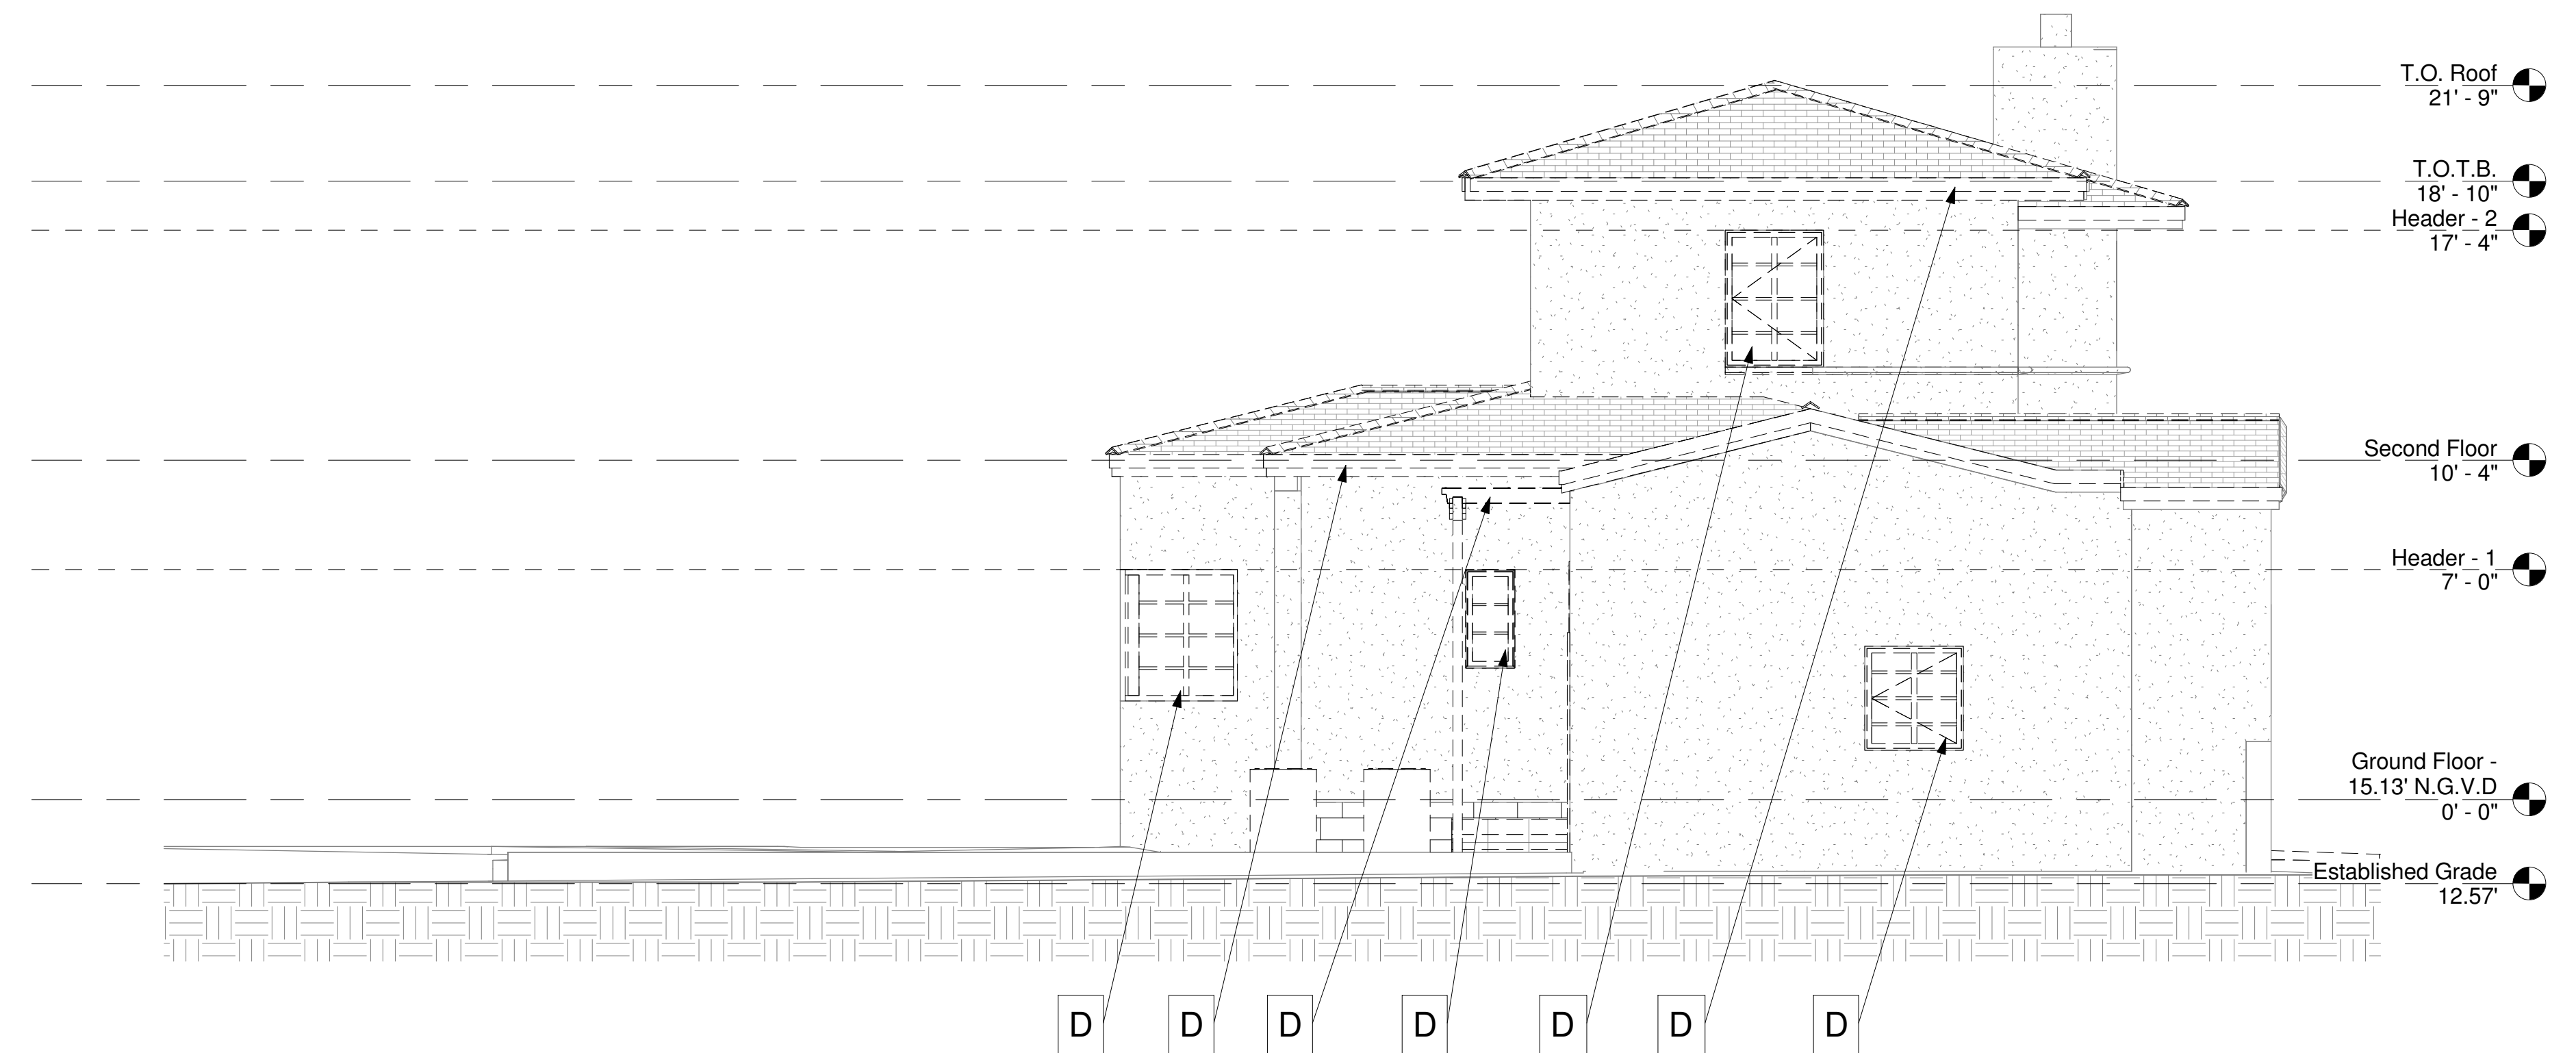 T.O. Roof
21' - 9"
T.O.T.B.
18' - 10"
Header - 2
17' - 4"
Second Floor
10' - 4"
Header - 1
7' - 0"
Ground Floor -
15.13' N.G.V.D
0' - 0"
Established Grade
12.57'
D D D D D D D